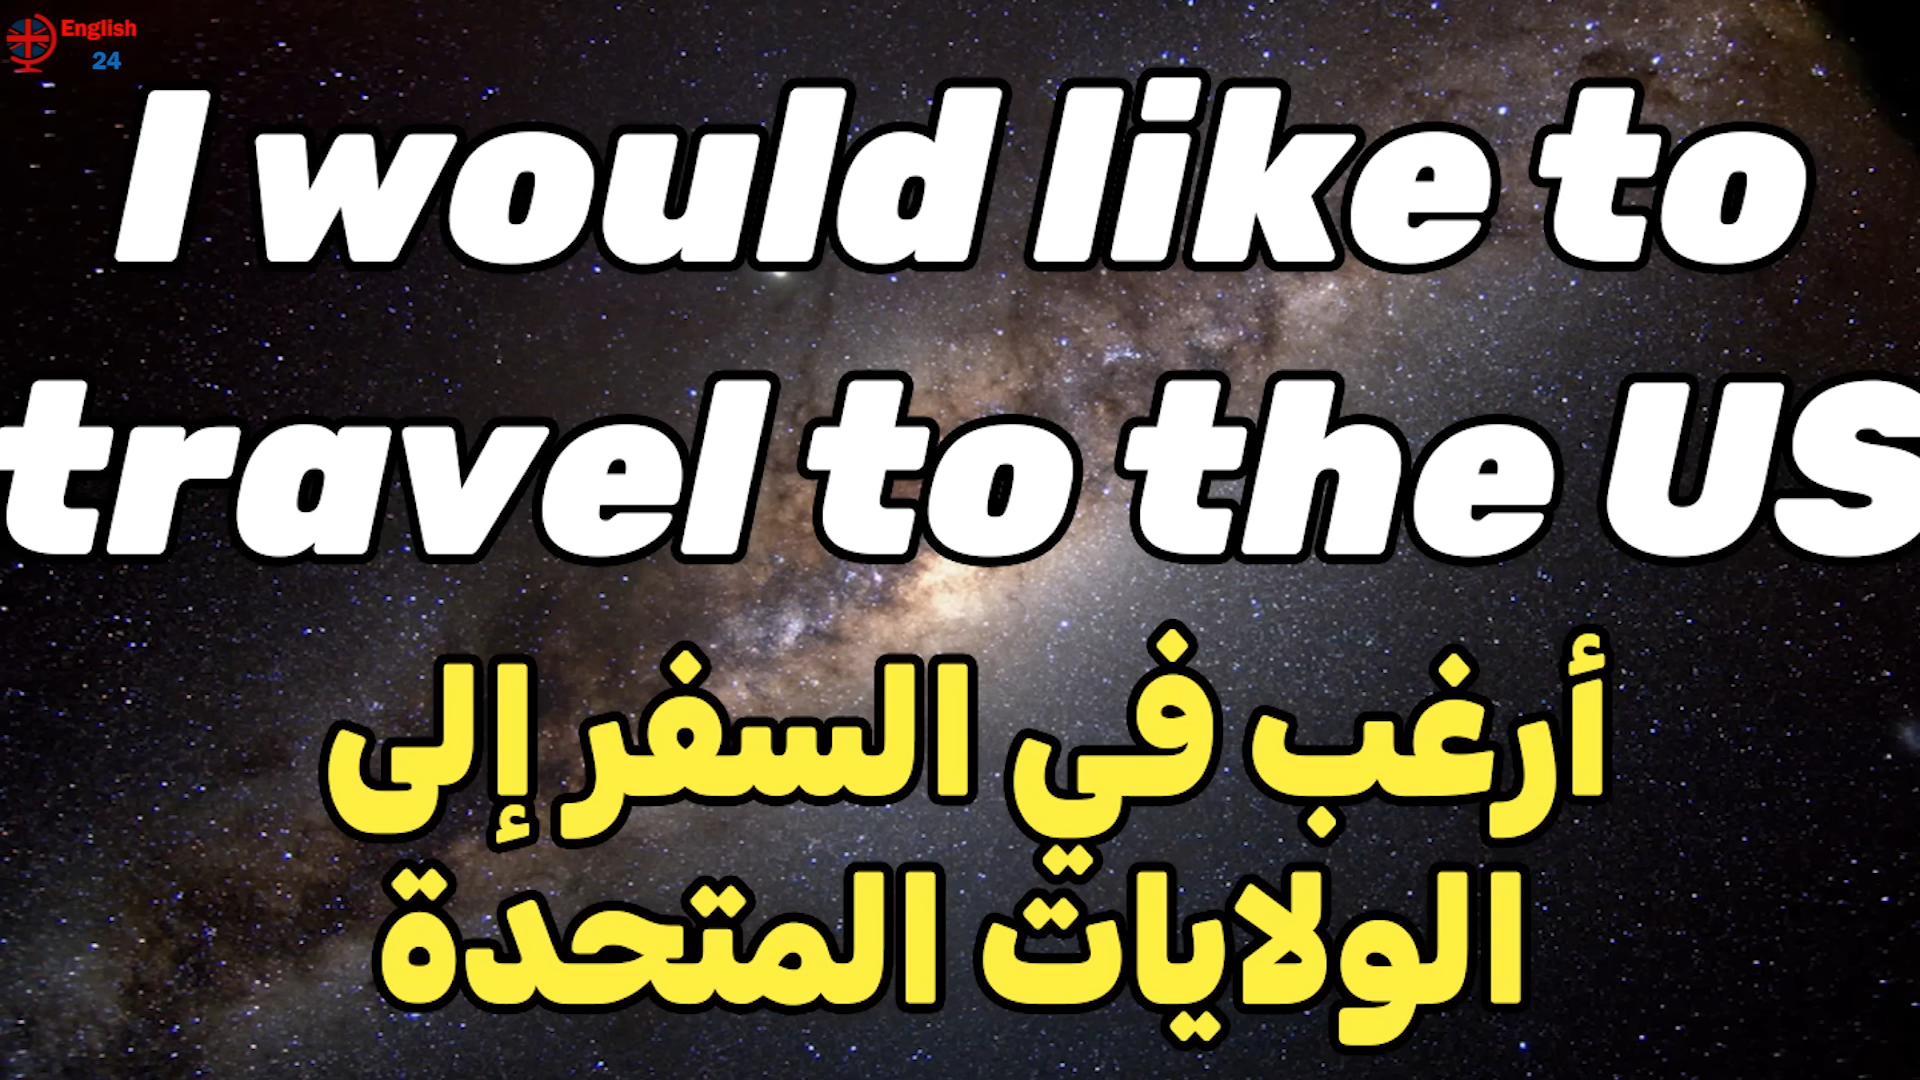 English
24
I would like to
travel to the US
أرغب في السفر إلى
الولايات المتحدة